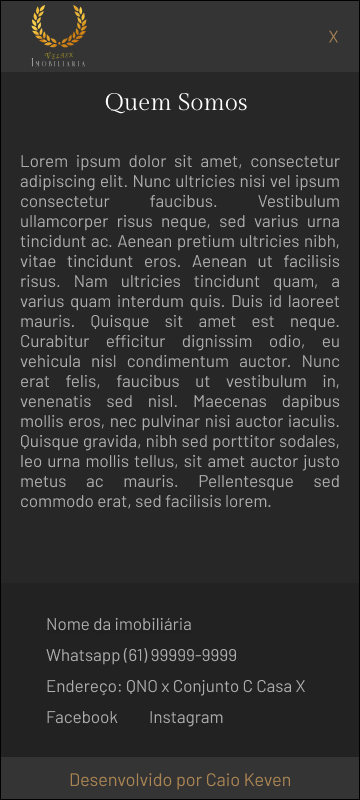 X
Imobiliaria
Quem Somos
Lorem ipsum dolor sit amet, consectetur
adipiscing elit. Nunc ultricies nisi vel ipsum
consectetur faucibus. Vestibulum
ullamcorper risus neque, sed varius urna
tincidunt ac. Aenean pretium ultricies nibh,
vitae tincidunt eros. Aenean ut facilisis
risus. Nam ultricies tincidunt quam, a
varius quam interdum quis. Duis id laoreet
mauris. Quisque sit amet est neque.
Curabitur efficitur dignissim odio, eu
vehicula nisl condimentum auctor. Nunc
erat felis, faucibus ut vestibulum in,
venenatis sed nisl. Maecenas dapibus
mollis eros, nec pulvinar nisi auctor iaculis.
Quisque gravida, nibh sed porttitor sodales,
leo urna mollis tellus, sit amet auctor justo
metus ac mauris. Pellentesque sed
commodo erat, sed facilisis lorem.
Nome da imobiliária
Whatsapp (61) 99999-9999
Endereço: QNO x Conjunto C Casa X
Facebook Instagram
Desenvolvido por Caio Keven